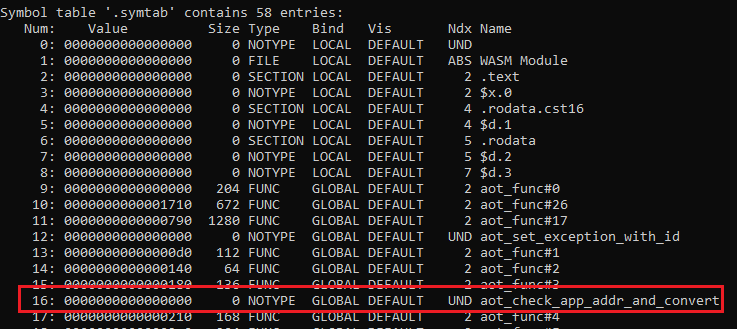 Symbol table '.symtab' contains 58 entries:
Num: Value Size Type Bind Vis Ndx Name
0: 0000000000000000 0 NOTYPE LOCAL DEFAULT UND
1: 0000000000000000 0 FILE LOCAL DEFAULT ABS WASM Module
2: 0000000000000000 0 SECTION LOCAL DEFAULT 2 .text
3: 0000000000000000 0 NOTYPE LOCAL DEFAULT 2 $x.0
4: 0000000000000000 0 SECTION LOCAL DEFAULT 4 .rodata.cst16
5: 0000000000000000 0 NOTYPE LOCAL DEFAULT 4 $d.1
6: 0000000000000000 0 SECTION LOCAL DEFAULT 5 .rodata
7: 0000000000000000 0 NOTYPE LOCAL DEFAULT 5 $d.2
8: 0000000000000000 0 NOTYPE LOCAL DEFAULT 7 $d.3
9: 0000000000000000 204 FUNC GLOBAL DEFAULT 2 aot_func#0
10: 0000000000001710 672 FUNC GLOBAL DEFAULT 2 aot_func#26
11: 0000000000000790 1280 FUNC GLOBAL DEFAULT 2 aot_func#17
12: 0000000000000000 0 NOTYPE GLOBAL DEFAULT UND aot_set_exception_with_id
13: 00000000000000d0 112 FUNC GLOBAL DEFAULT 2 aot_func#1
14: 0000000000000140 64 FUNC GLOBAL DEFAULT 2 aot_func#2
15: 0000000000000180 136 FUNC GLOBAL DEFAULT 2 aot_func#3
16: 0000000000000000 0 NOTYPE GLOBAL DEFAULT UND aot_check_app_addr_and_convert
17: 0000000000000210 168 FUNC GLOBAL DEFAULT 2 aot_func#4